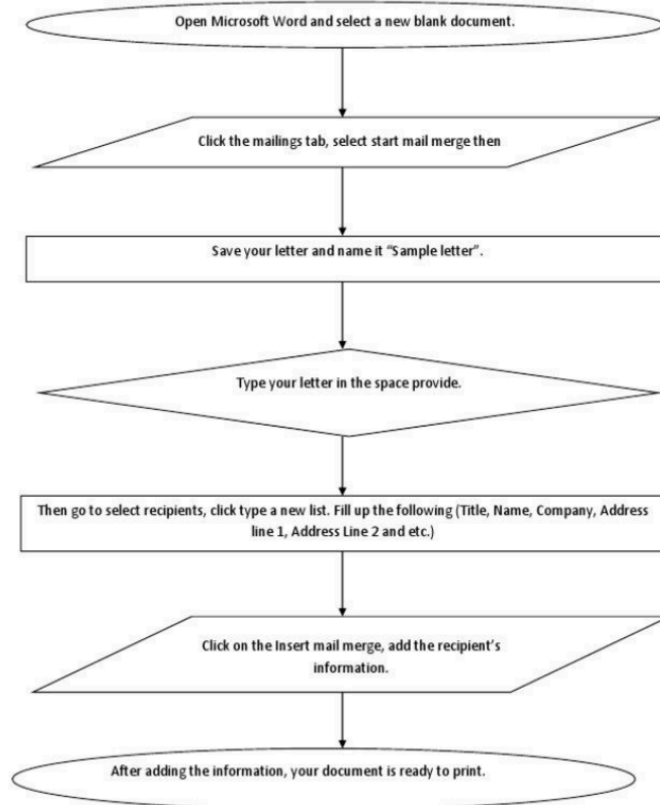 Open Microsoft Word and select a new blank document.
Click the mailings tab, select start mail merge then
Save your letter and name it “Sample letter”.
Type your letter in the space provide.
Then go to select recipients, click type a new list. Fill up the following (Title, Name, Company, Address
line 1, Address Line 2 and etc.)
Click on the Insert mail merge, add the recipient’s
information.
After adding the information, your document is ready to print.